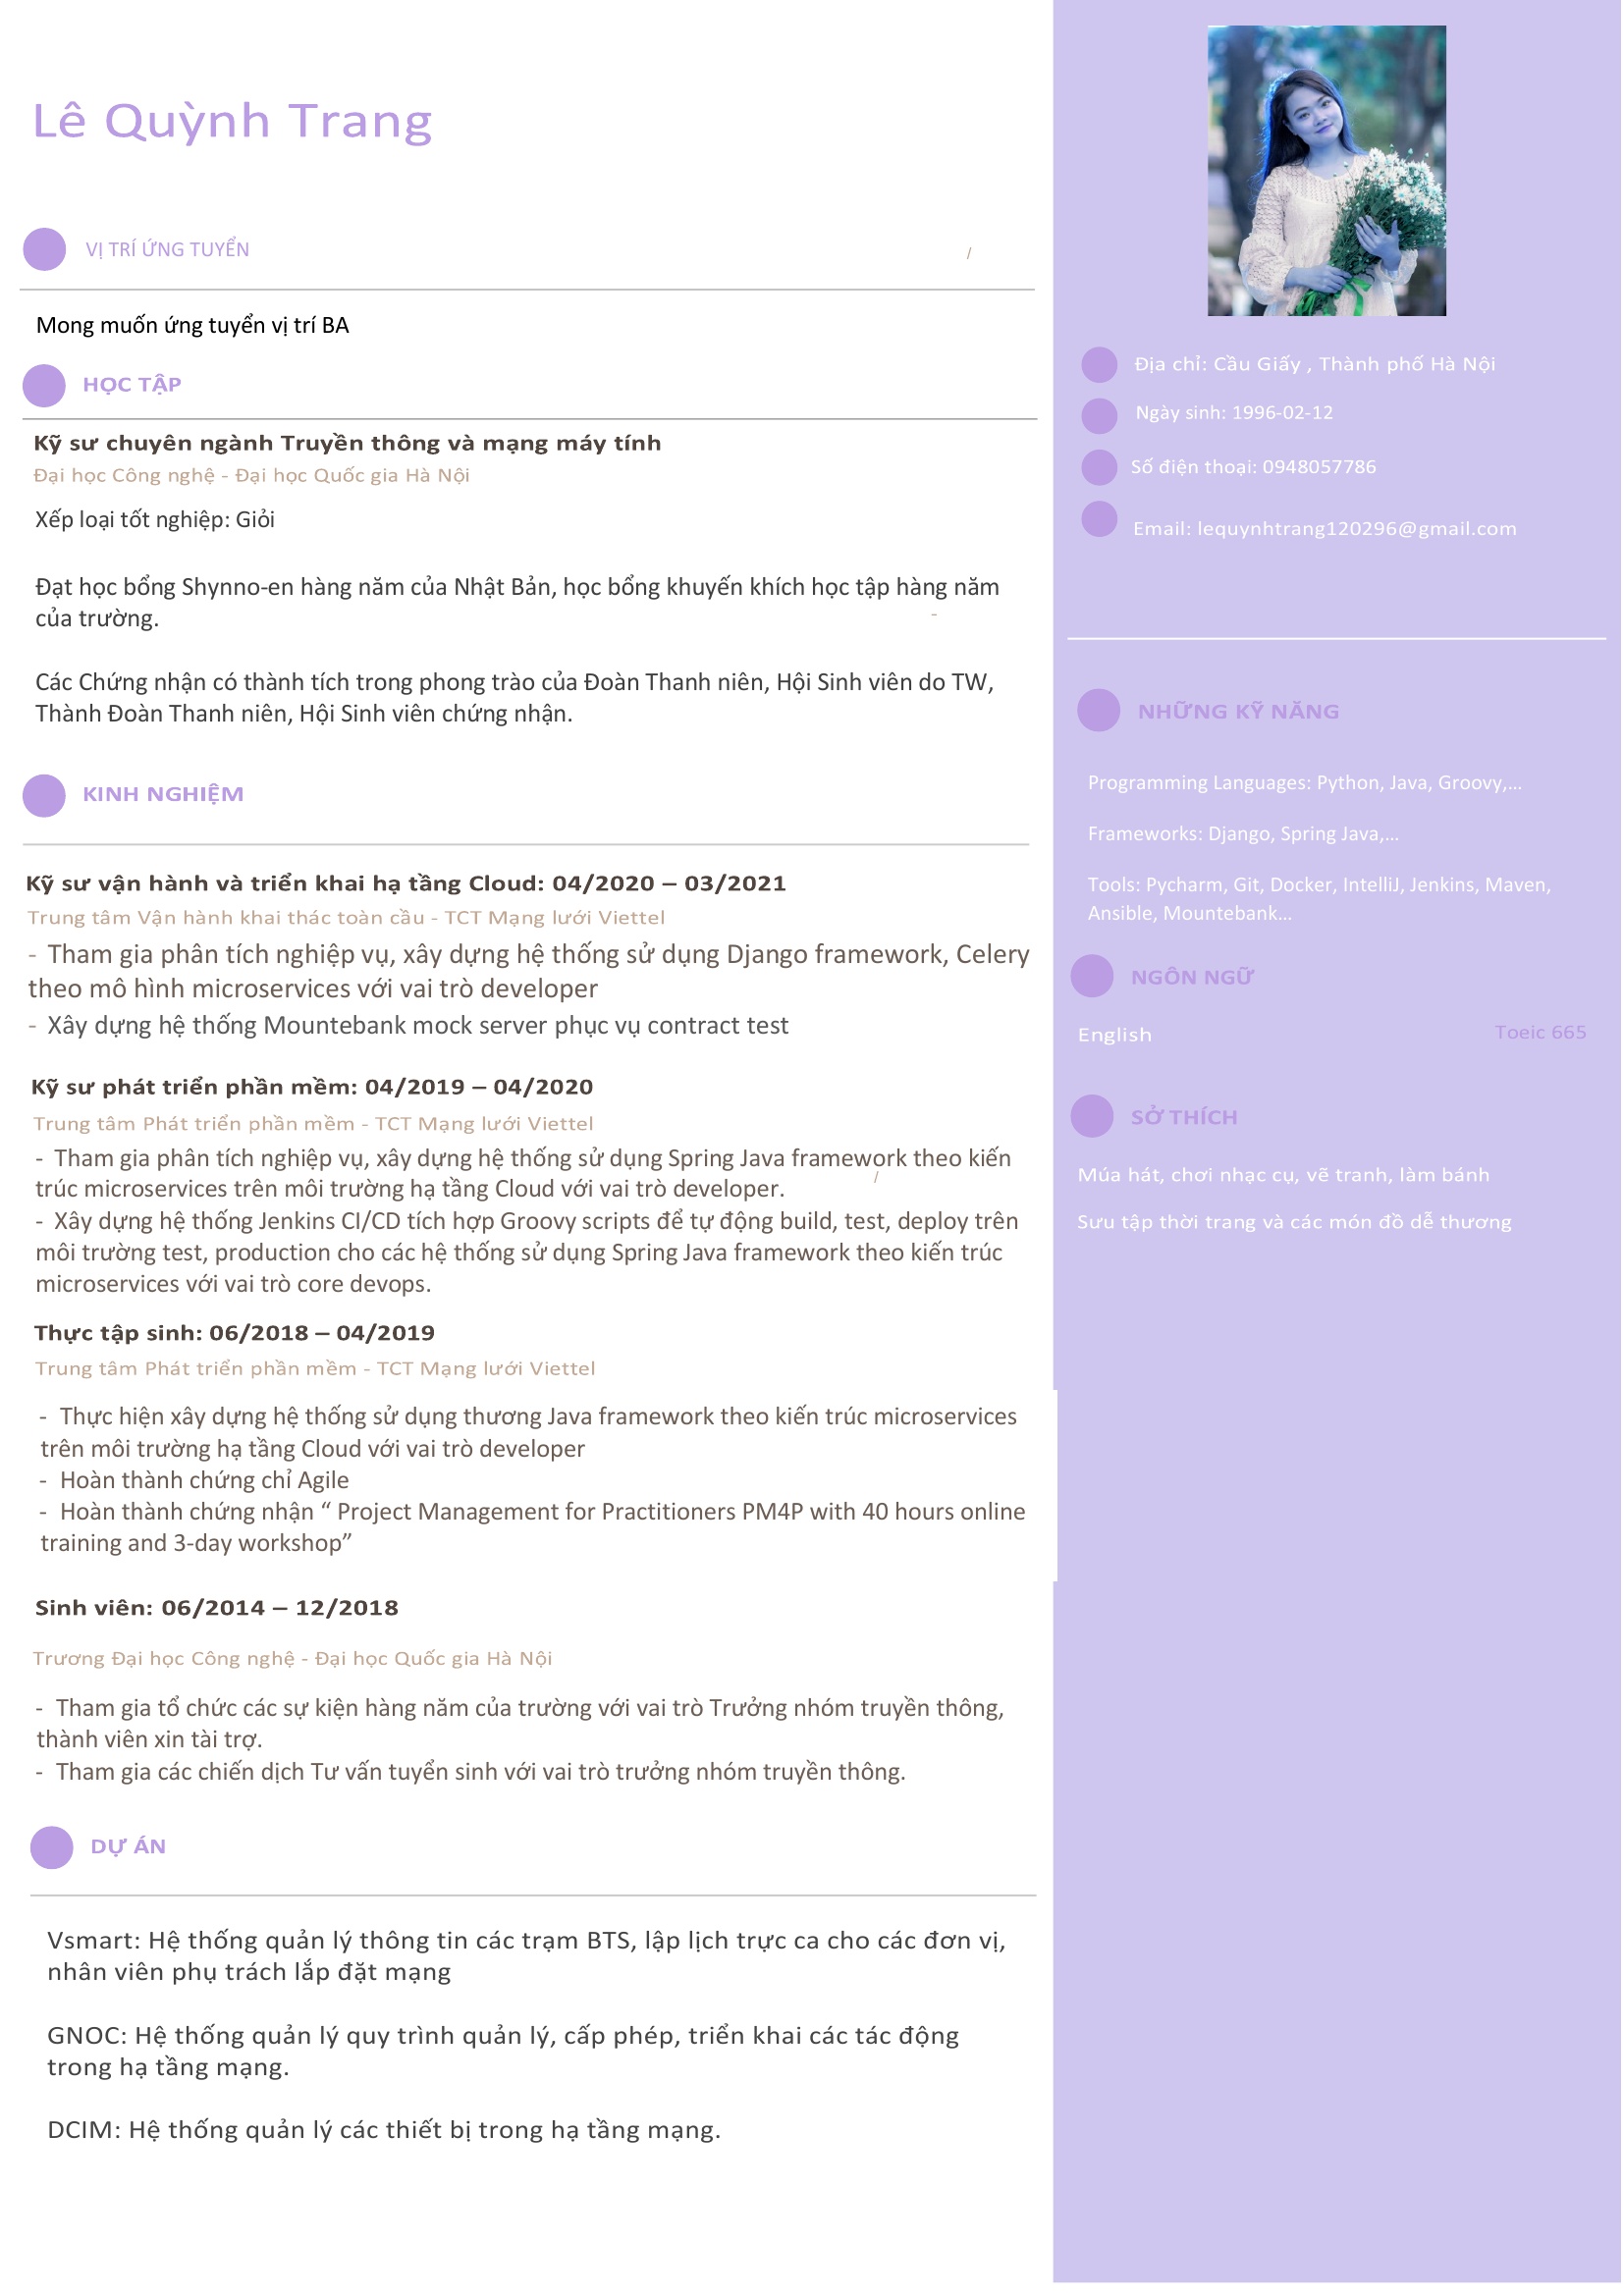 Lê Quỳnh Trang
VỊ TRÍ ỨNG TUYỂN
/
Mong muốn ứng tuyển vị trí BA
HỌC TẬP
Kỹ sư chuyên ngành Truyền thông và mạng máy tính
Đại học Công nghệ - Đại học Quốc gia Hà Nội
Xếp loại tốt nghiệp: Giỏi
Đạt học bổng Shynno-en hàng năm của Nhật Bản, học bổng khuyến khích học tập hàng năm
của trường.
-
Các Chứng nhận có thành tích trong phong trào của Đoàn Thanh niên, Hội Sinh viên do TW,
Thành Đoàn Thanh niên, Hội Sinh viên chứng nhận.
KINH NGHIỆM
Kỹ sư vận hành và triển khai hạ tầng Cloud: 04/2020 – 03/2021
Trung tâm Vận hành khai thác toàn cầu - TCT Mạng lưới Viettel
- Tham gia phân tích nghiệp vụ, xây dựng hệ thống sử dụng Django framework, Celery
theo mô hình microservices với vai trò developer
- Xây dựng hệ thống Mountebank mock server phục vụ contract test
Kỹ sư phát triển phần mềm: 04/2019 – 04/2020
Trung tâm Phát triển phần mềm - TCT Mạng lưới Viettel
- Tham gia phân tích nghiệp vụ, xây dựng hệ thống sử dụng Spring Java framework theo kiến
/
trúc microservices trên môi trường hạ tầng Cloud với vai trò developer.
- Xây dựng hệ thống Jenkins CI/CD tích hợp Groovy scripts để tự động build, test, deploy trên
môi trường test, production cho các hệ thống sử dụng Spring Java framework theo kiến trúc
microservices với vai trò core devops.
Thực tập sinh: 06/2018 – 04/2019
Trung tâm Phát triển phần mềm - TCT Mạng lưới Viettel
- Thực hiện xây dựng hệ thống sử dụng thương Java framework theo kiến trúc microservices
trên môi trường hạ tầng Cloud với vai trò developer
- Hoàn thành chứng chỉ Agile
- Hoàn thành chứng nhận “ Project Management for Practitioners PM4P with 40 hours online
training and 3-day workshop”
Sinh viên: 06/2014 – 12/2018
Trương Đại học Công nghệ - Đại học Quốc gia Hà Nội
- Tham gia tổ chức các sự kiện hàng năm của trường với vai trò Trưởng nhóm truyền thông,
thành viên xin tài trợ.
- Tham gia các chiến dịch Tư vấn tuyển sinh với vai trò trưởng nhóm truyền thông.
DỰ ÁN
Vsmart: Hệ thống quản lý thông tin các trạm BTS, lập lịch trực ca cho các đơn vị,
nhân viên phụ trách lắp đặt mạng
GNOC: Hệ thống quản lý quy trình quản lý, cấp phép, triển khai các tác động
trong hạ tầng mạng.
DCIM: Hệ thống quản lý các thiết bị trong hạ tầng mạng.
Địa chỉ: Cầu Giấy , Thành phố Hà Nội
Ngày sinh: 1996-02-12
Số điện thoại: 0948057786
Email: lequynhtrang120296@gmail.com
NHỮNG KỸ NĂNG
Programming Languages: Python, Java, Groovy,...
Frameworks: Django, Spring Java,...
Tools: Pycharm, Git, Docker, IntelliJ, Jenkins, Maven,
Ansible, Mountebank...
NGÔN NGỮ
English Toeic 665
SỞ THÍCH
Múa hát, chơi nhạc cụ, vẽ tranh, làm bánh
Sưu tập thời trang và các món đồ dễ thương